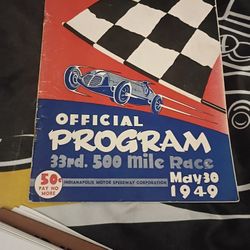 OFFICIAL
PROGRAM
33rd. 500 Mile Race
May 30
1949
50¢
PAY NO
MORE
INDIANAPOLIS MOTOR SPEEDWAY CORPORATION